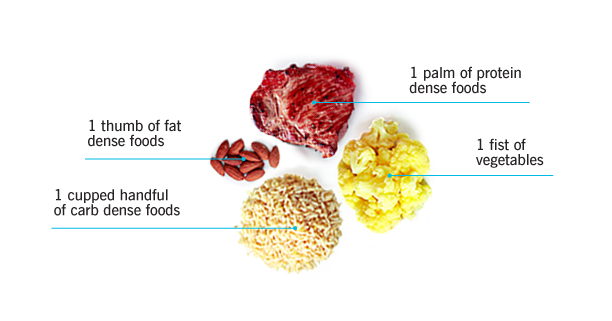 1 palm of protein
dense foods
1 thumb of fat
dense foods
1 fist of
vegetables
1 cupped handful
of carb dense foods